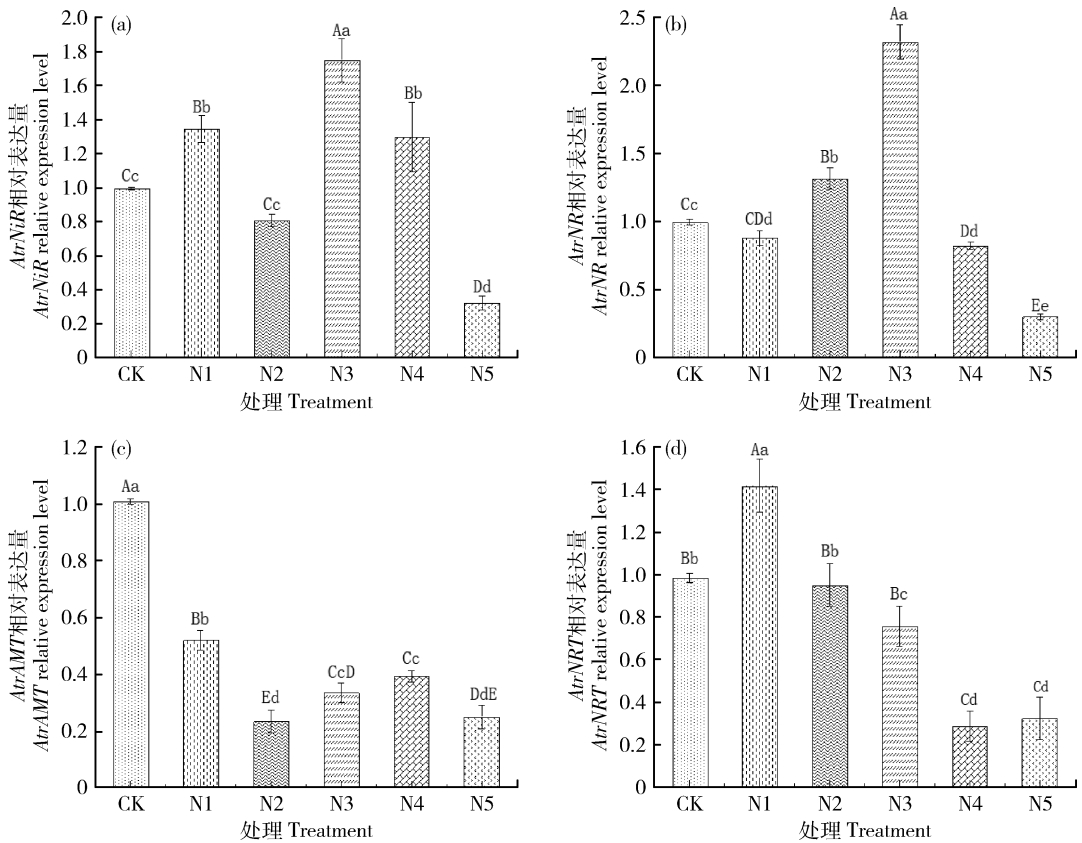 (a)
AtrNiR相对表达量
AtrNiR relative expression level
2.0
1.8
1.6
1.4
1.2
1.0
0.8
0.6
0.4
0.2
0
Cc
Bb
Cc
Aa
Bb
Dd
CK N1 N2 N3 N4 N5
处理 Treatment
(b)
AtrNR相对表达量
AtrNR relative expression level
2.5
2.0
1.5
1.0
0.5
0
Cc
CDd
Bb
Aa
Dd
Ee
CK N1 N2 N3 N4 N5
处理 Treatment
(c)
AtrAMT相对表达量
AtrAMT relative expression level
1.2
1.0
0.8
0.6
0.4
0.2
0
Aa
Bb
Ed
CcD
Cc
DdE
CK N1 N2 N3 N4 N5
处理 Treatment
(d)
AtrNRT相对表达量
AtrNRT relative expression level
1.6
1.4
1.2
1.0
0.8
0.6
0.4
0.2
0
Bb
Aa
Bb
Bc
Cd
Cd
CK N1 N2 N3 N4 N5
处理 Treatment